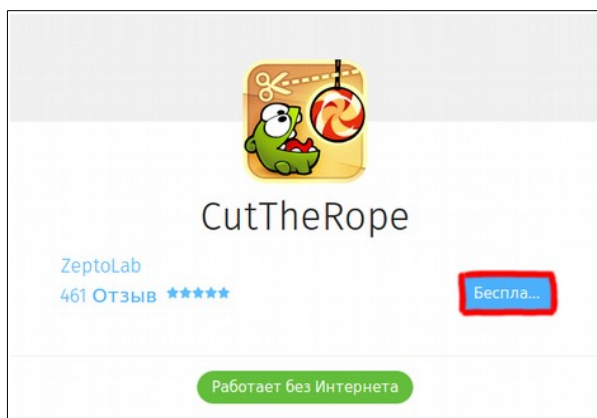 CutTheRope
ZeptoLab
461 Отзыв
Беспла...
Работает без Интернета